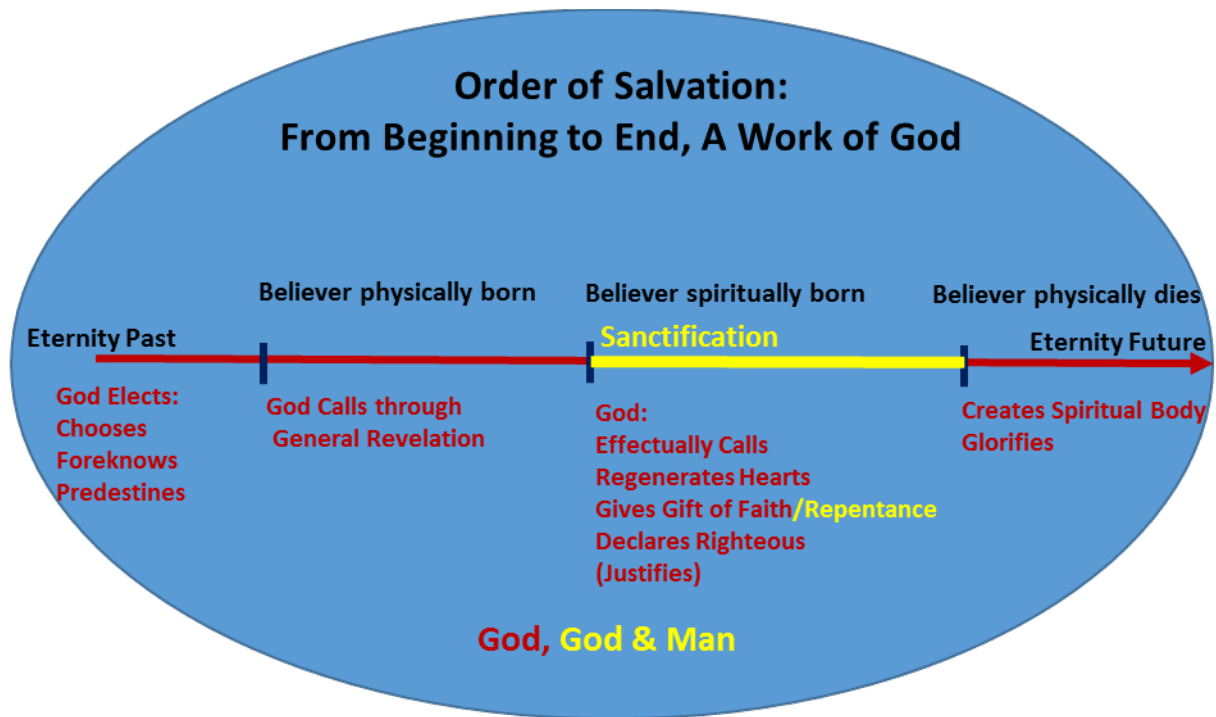 Order of Salvation:
From Beginning to End, A Work of God
Believer physically born
Believer spiritually born
Believer physically dies
Eternity Past
Sanctification
Eternity Future
God Elects:
Chooses
Foreknows
Predestines
God Calls through
General Revelation
God:
Effectually Calls
Regenerates Hearts
Gives Gift of Faith/Repentance
Declares Righteous
(Justifies)
Creates Spiritual Body
Glorifies
God, God & Man